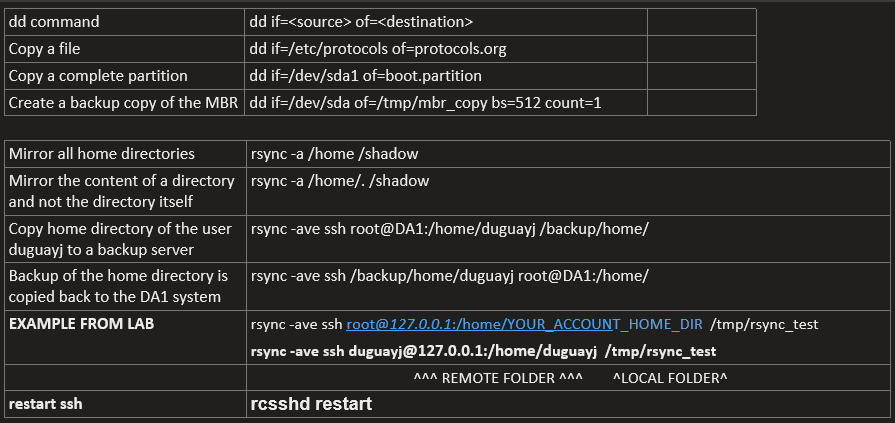 dd command dd if=<source> of=<destination>
Copy a file dd if=/etc/protocols of=protocols.org
Copy a complete partition dd if=/dev/sda1 of=boot.partition
Create a backup copy of the MBR dd if=/dev/sda of=/tmp/mbr_copy bs=512 count=1
Mirror all home directories rsync -a /home /shadow
Mirror the content of a directory rsync -a /home/. /shadow
and not the directory itself
Copy home directory of the user rsync -ave ssh root@DA1:/home/duguayj /backup/home/
duguayj to a backup server
Backup of the home directory is rsync -ave ssh /backup/home/duguayj root@DA1:/home/
copied back to the DA1 system
EXAMPLE FROM LAB rsync -ave ssh root@127.0.0.1:/home/YOUR_ACCOUNT_HOME_DIR /tmp/rsync_test
rsync -ave ssh duguayj@127.0.0.1:/home/duguayj /tmp/rsync_test
^^^ REMOTE FOLDER ^^^ ^LOCAL FOLDER^
restart ssh rcsshd restart